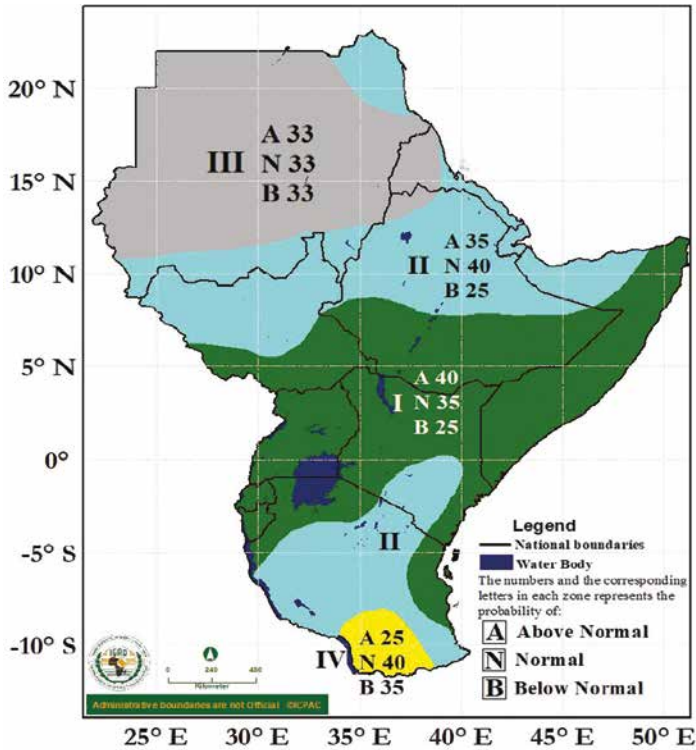 20° N
15° N
10° N
5° N
0°
-5° S
-10° S
25° E
30° E
35° E
40° E
45° E
50° E
III
A 33
N 33
B 33
II
A 35
N 40
B 25
I
A 40
N 35
B 25
II
IV
A 25
N 40
B 35
Legend
National boundaries
Water Body
The numbers and the corresponding
letters in each zone represents the
probability of:
A Above Normal
N Normal
B Below Normal
IGAD
0 240 480
Kilometer
Administrative boundaries are not Official ©ICPAC